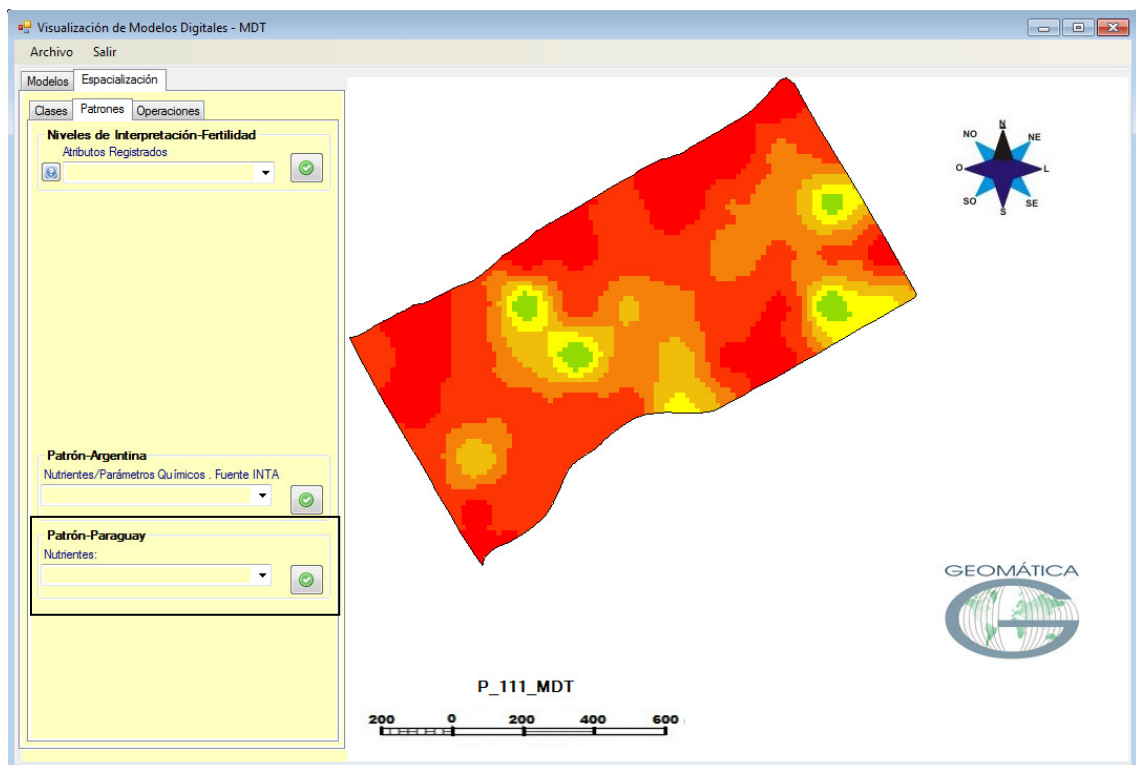 Visualización de Modelos Digitales - MDT
Archivo Salir
Modelos Espacialización
Clases Patrones Operaciones
Niveles de Interpretación-Fertilidad
Atributos Registrados
Patrón-Argentina
Nutrientes/Parámetros Químicos . Fuente INTA
Patrón-Paraguay
Nutrientes:
N
NO NE
O L
SO SE
S
GEOMÁTICA
G
P_111_MDT
200 0 200 400 600